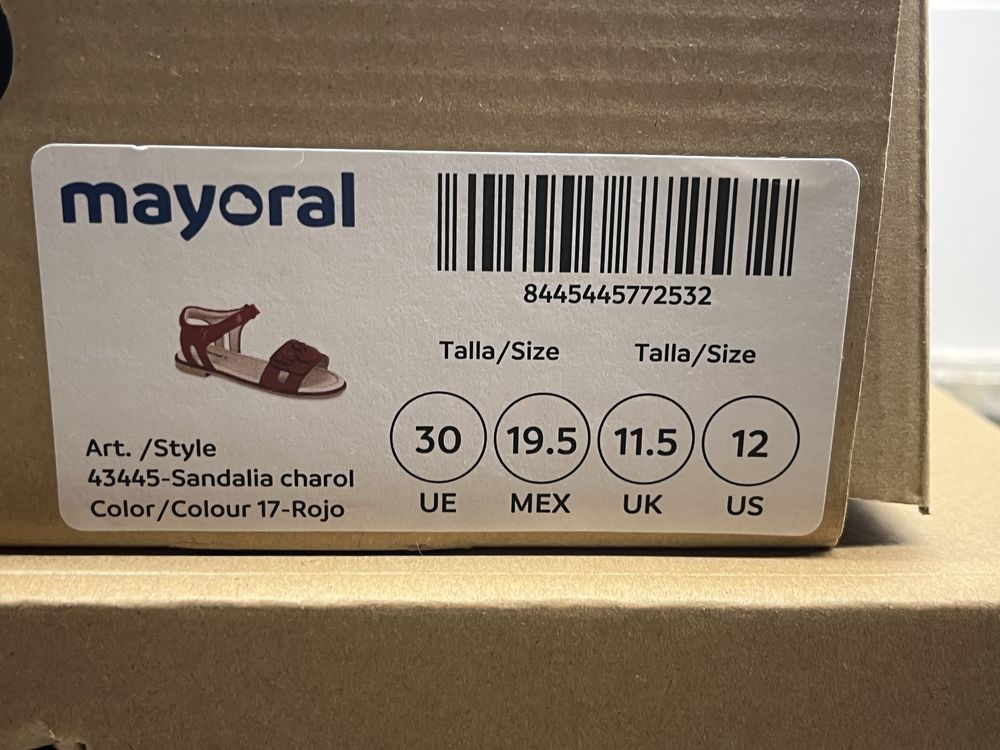 mayoral
8445445772532
Talla/Size Talla/Size
30 19.5 11.5 12
UE MEX UK US
Art. /Style
43445-Sandalia charol
Color/Colour 17-Rojo